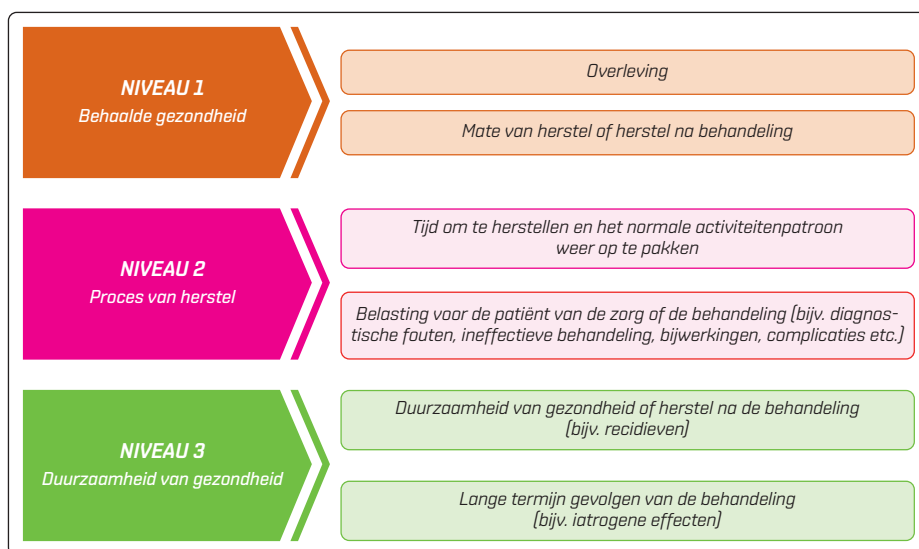 NIVEAU 1
Behaalde gezondheid
Overleving
Mate van herstel of herstel na behandeling
NIVEAU 2
Proces van herstel
Tijd om te herstellen en het normale activiteitenpatroon
weer op te pakken
Belasting voor de patiënt van de zorg of de behandeling (bijv. diagnos-
tische fouten, ineffectieve behandeling, bijwerkingen, complicaties etc.)
NIVEAU 3
Duurzaamheid van gezondheid
Duurzaamheid van gezondheid of herstel na de behandeling
(bijv. recidieven)
Lange termijn gevolgen van de behandeling
(bijv. iatrogene effecten)